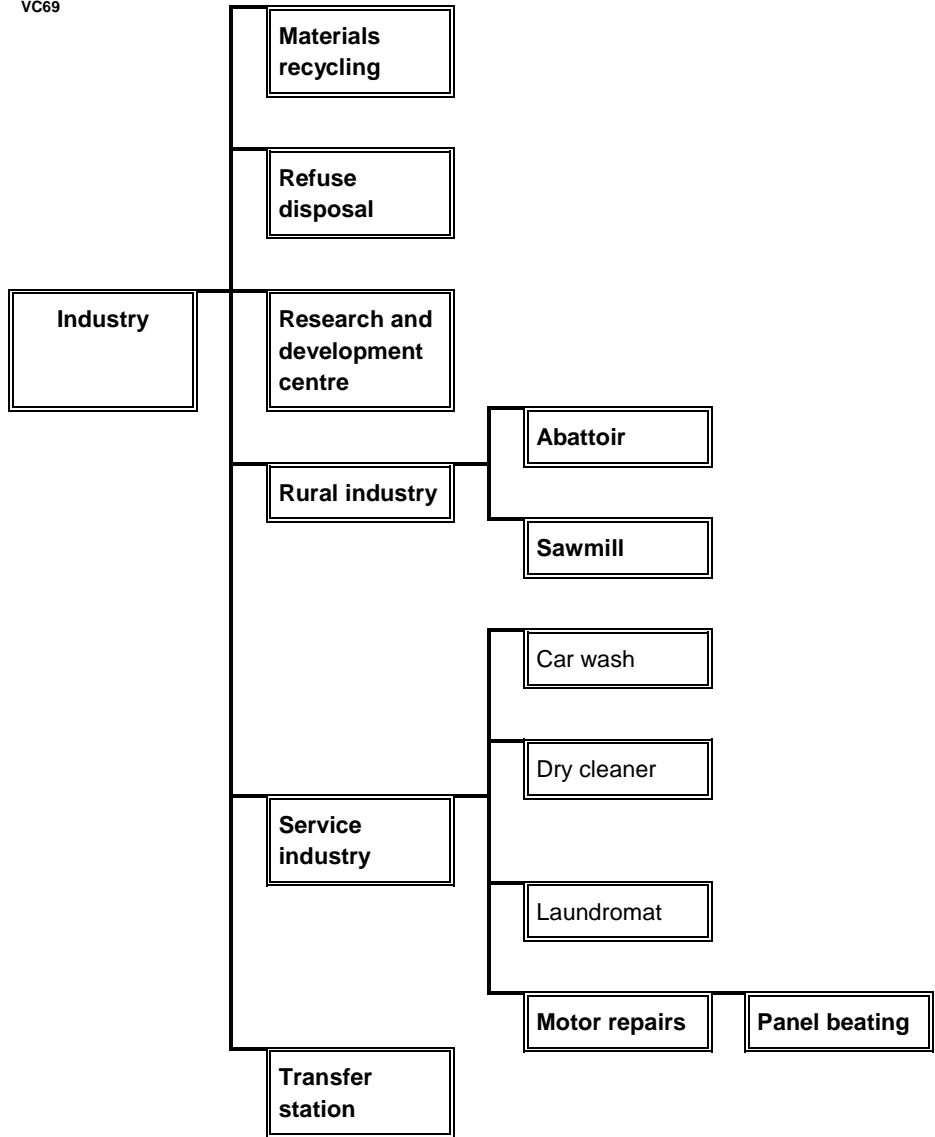 VC69
Materials
recycling
Refuse
disposal
Industry
Research and
development
centre
Abattoir
Rural industry
Sawmill
Car wash
Dry cleaner
Service
industry
Laundromat
Motor repairs
Panel beating
Transfer
station